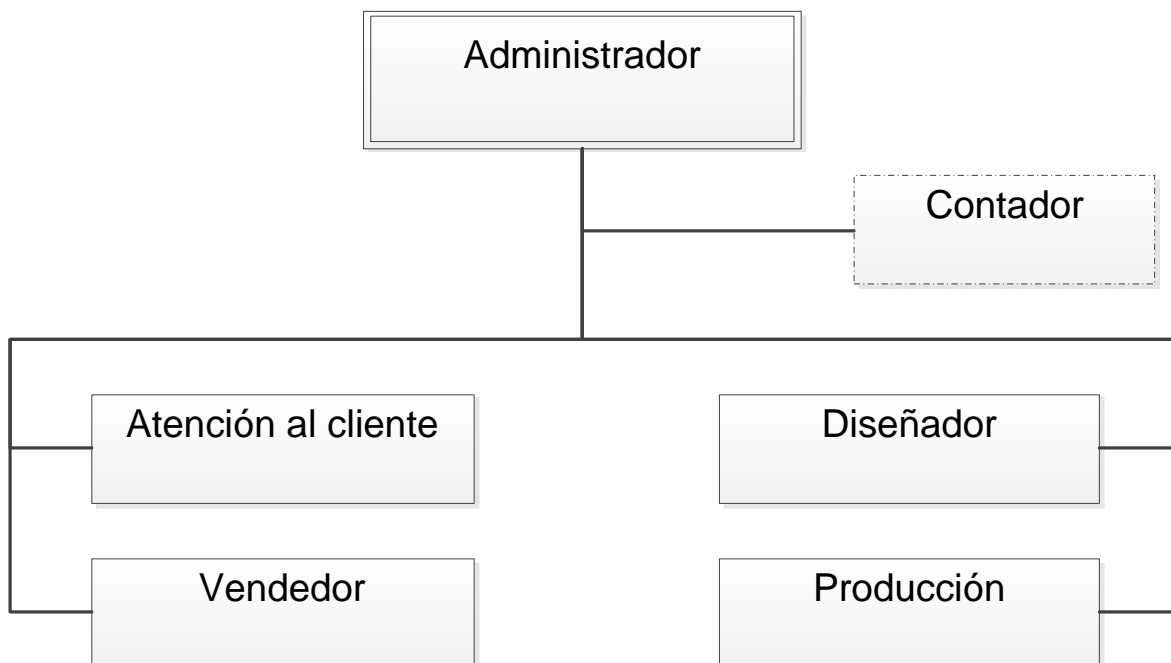 Administrador
Contador
Atención al cliente
Diseñador
Vendedor
Producción